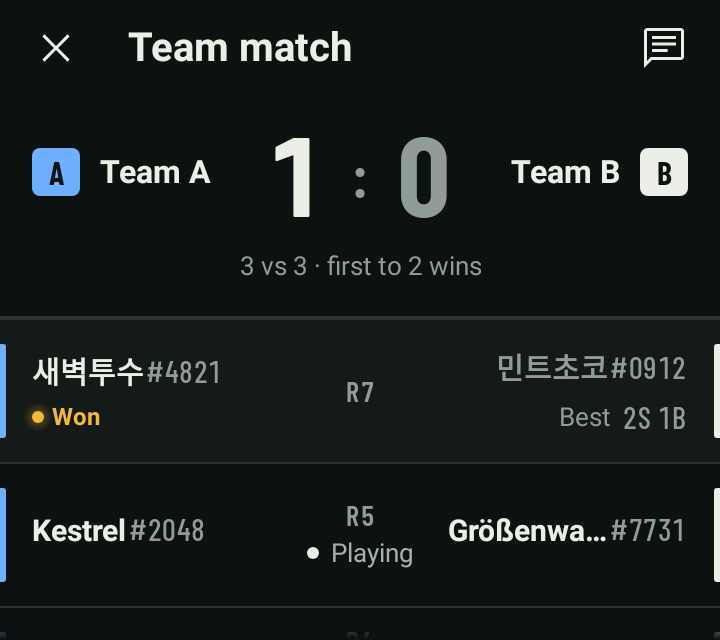 Team match
A Team A 1 : 0 Team B B
3 vs 3 · first to 2 wins
새벽투수#4821 R7 민트초코#0912
Won Best 2S 1B
Kestrel#2048 R5 Größenwa...#7731
Playing